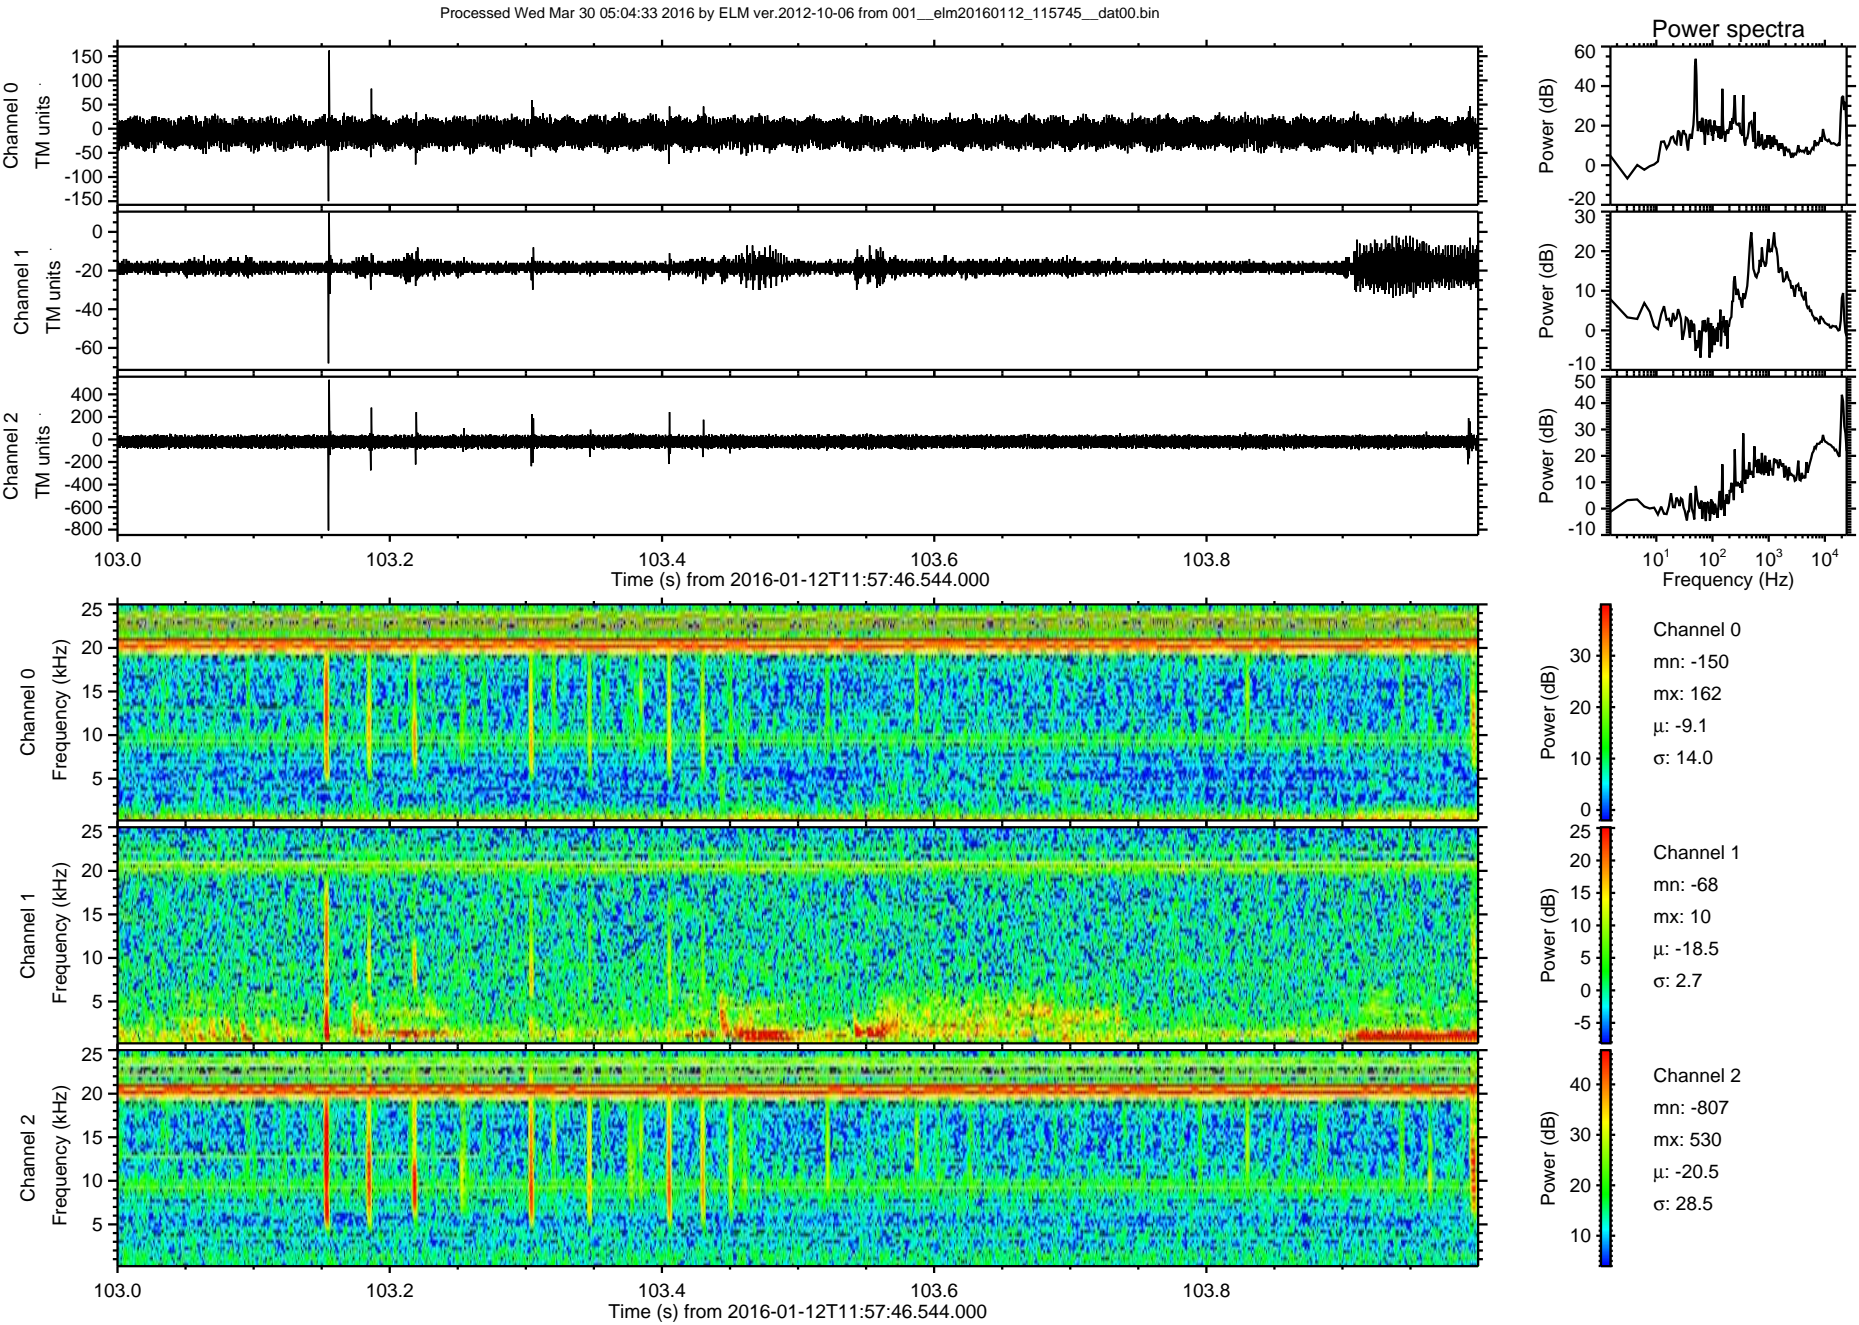 Processed Wed Mar 30 05:04:33 2016 by ELM ver.2012-10-06 from 001__elm20160112_115745__dat00.bin
Power spectra
Channel 0
TM units
150
100
50
0
-50
-100
-150
Power (dB)
60
40
20
0
-20
Channel 1
TM units
0
-20
-40
-60
Power (dB)
30
20
10
0
-10
Channel 2
TM units
400
200
0
-200
-400
-600
-800
Power (dB)
50
40
30
20
10
0
-10
103.0 103.2 103.4 103.6 103.8
Time (s) from 2016-01-12T11:57:46.544.000
10¹ 10² 10³ 10⁴
Frequency (Hz)
Channel 0
Frequency (kHz)
25
20
15
10
5
Power (dB)
30
20
10
0
Channel 0
mn: -150
mx: 162
μ: -9.1
σ: 14.0
Channel 1
Frequency (kHz)
25
20
15
10
5
Power (dB)
25
20
15
10
5
0
-5
Channel 1
mn: -68
mx: 10
μ: -18.5
σ: 2.7
Channel 2
Frequency (kHz)
25
20
15
10
5
Power (dB)
40
30
20
10
Channel 2
mn: -807
mx: 530
μ: -20.5
σ: 28.5
103.0 103.2 103.4 103.6 103.8
Time (s) from 2016-01-12T11:57:46.544.000